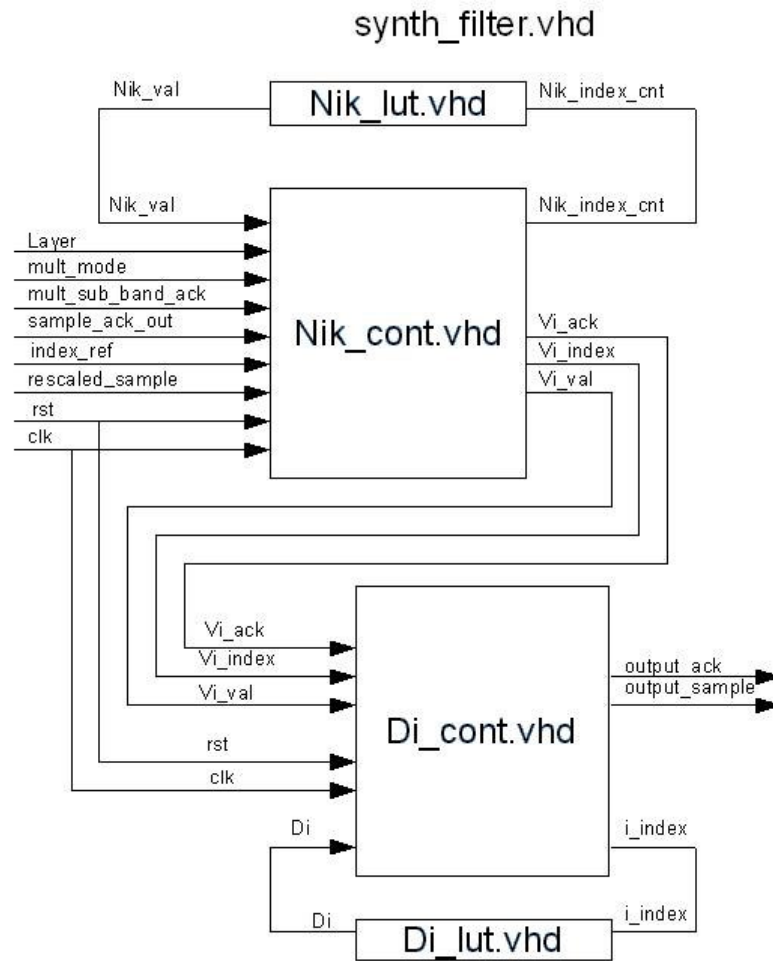 synth_filter.vhd
Nik_val
Nik_lut.vhd
Nik_index_cnt
Nik_val
Nik_index_cnt
Layer
mult_mode
mult_sub_band_ack
sample_ack_out
index_ref
rescaled_sample
rst
clk
Nik_cont.vhd
Vi_ack
Vi_index
Vi_val
Vi_ack
Vi_index
Vi_val
rst
clk
Di
Di_cont.vhd
output_ack
output_sample
i_index
Di
Di_lut.vhd
i_index